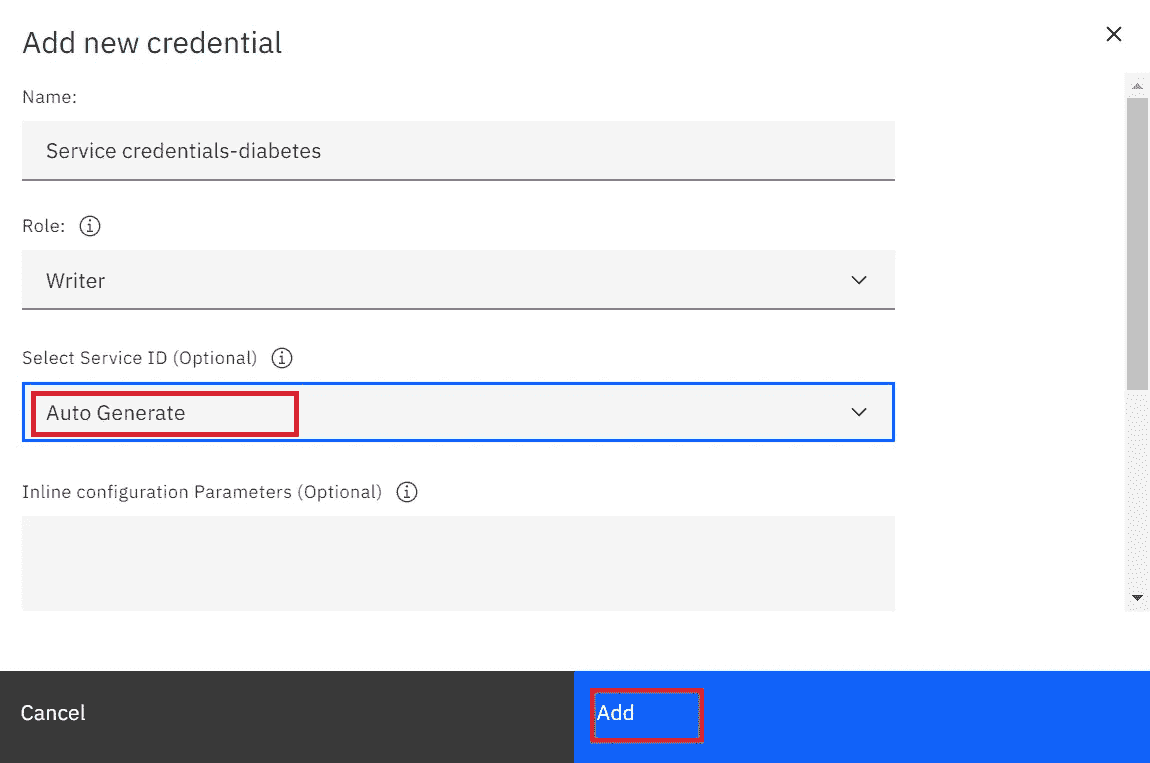 Add new credential
Name:
Service credentials-diabetes
Role:
Writer
Select Service ID (Optional)
Auto Generate
Inline configuration Parameters (Optional)
Cancel
Add